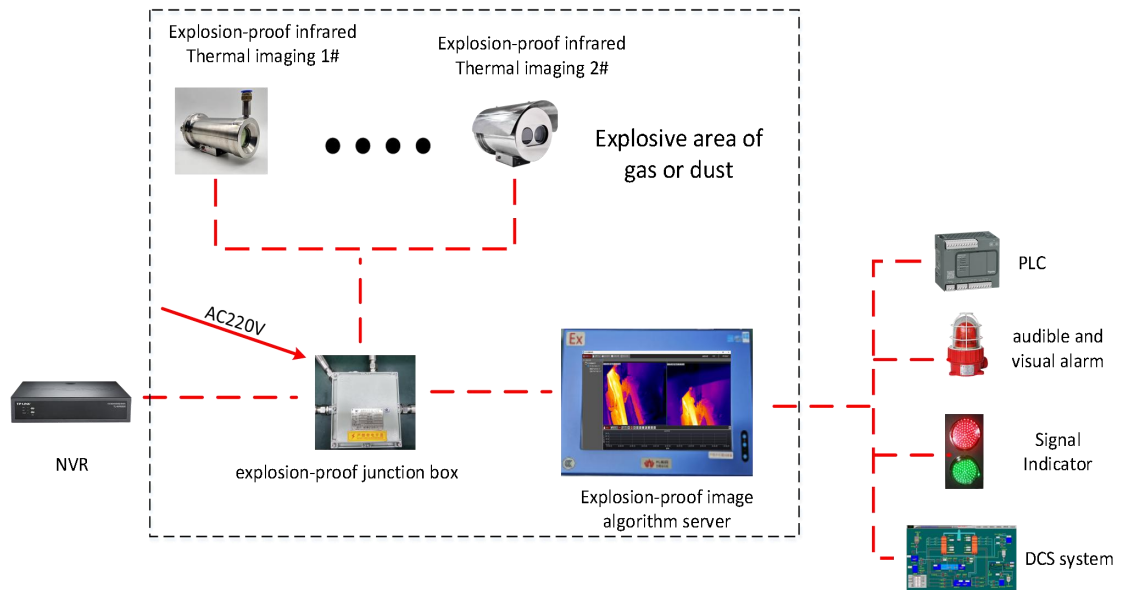 Explosion-proof infrared
Thermal imaging 1#
Explosion-proof infrared
Thermal imaging 2#
Explosive area of
gas or dust
AC220V
Ex
TP-LINK
NVR
explosion-proof junction box
Explosion-proof image
algorithm server
PLC
audible and
visual alarm
Signal
Indicator
DCS system